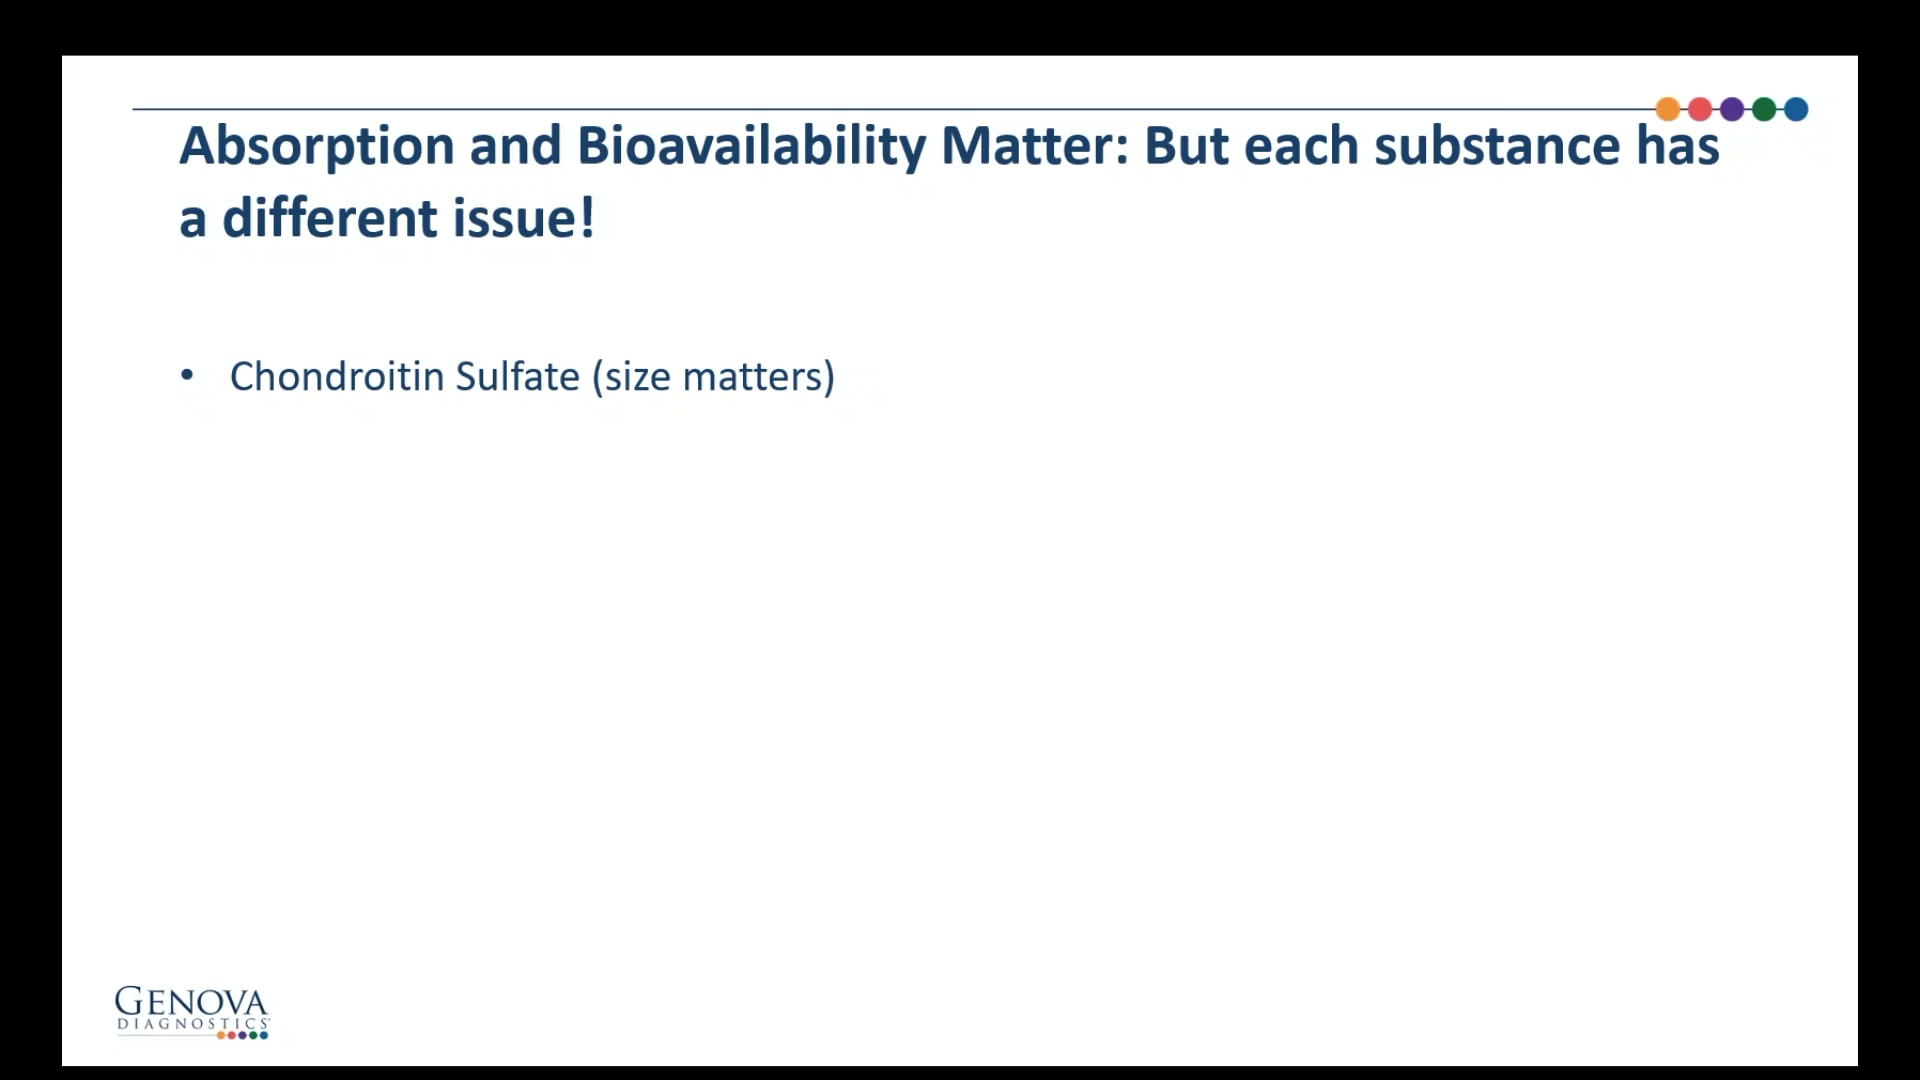 Absorption and Bioavailability Matter: But each substance has
a different issue!
• Chondroitin Sulfate (size matters)
GENOVA
DIAGNOSTICS